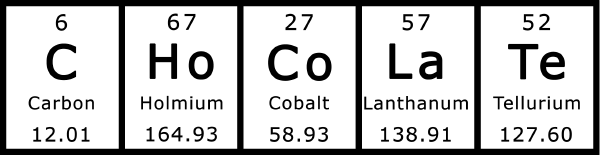 6 67 27 57 52
C Ho Co La Te
Carbon Holmium Cobalt Lanthanum Tellurium
12.01 164.93 58.93 138.91 127.60